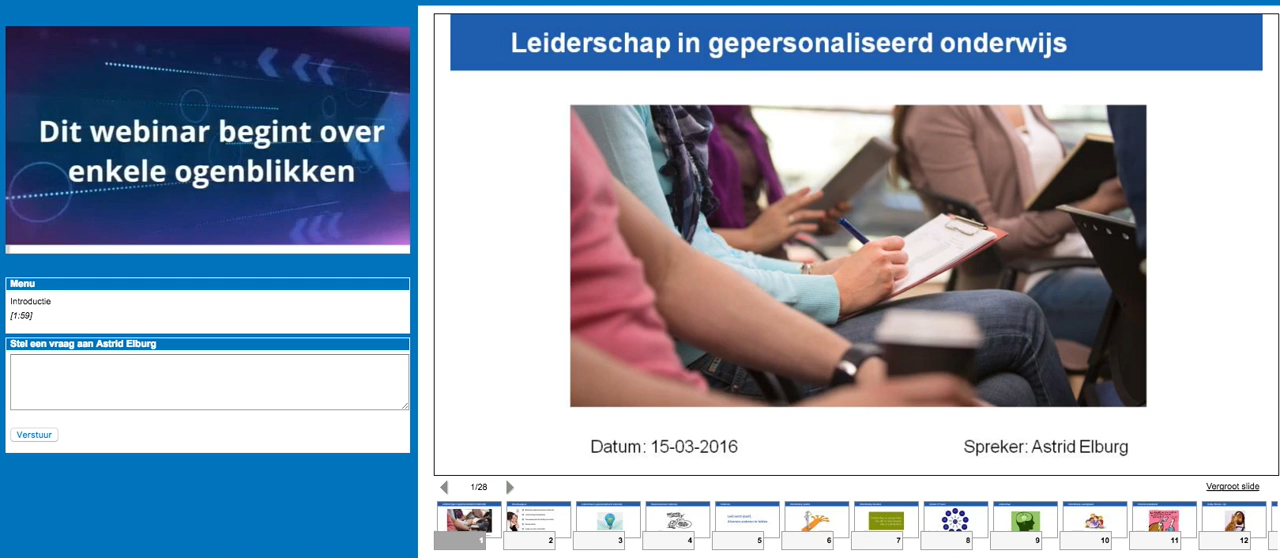 Dit webinar begint over
enkele ogenblikken
Menu
Introductie
[1:59]
Stel een vraag aan Astrid Elburg
Verstuur
Leiderschap in gepersonaliseerd onderwijs
Datum: 15-03-2016
Spreker: Astrid Elburg
1/28
Vergroot slide
1
2
3
4
5
6
7
8
9
10
11
12